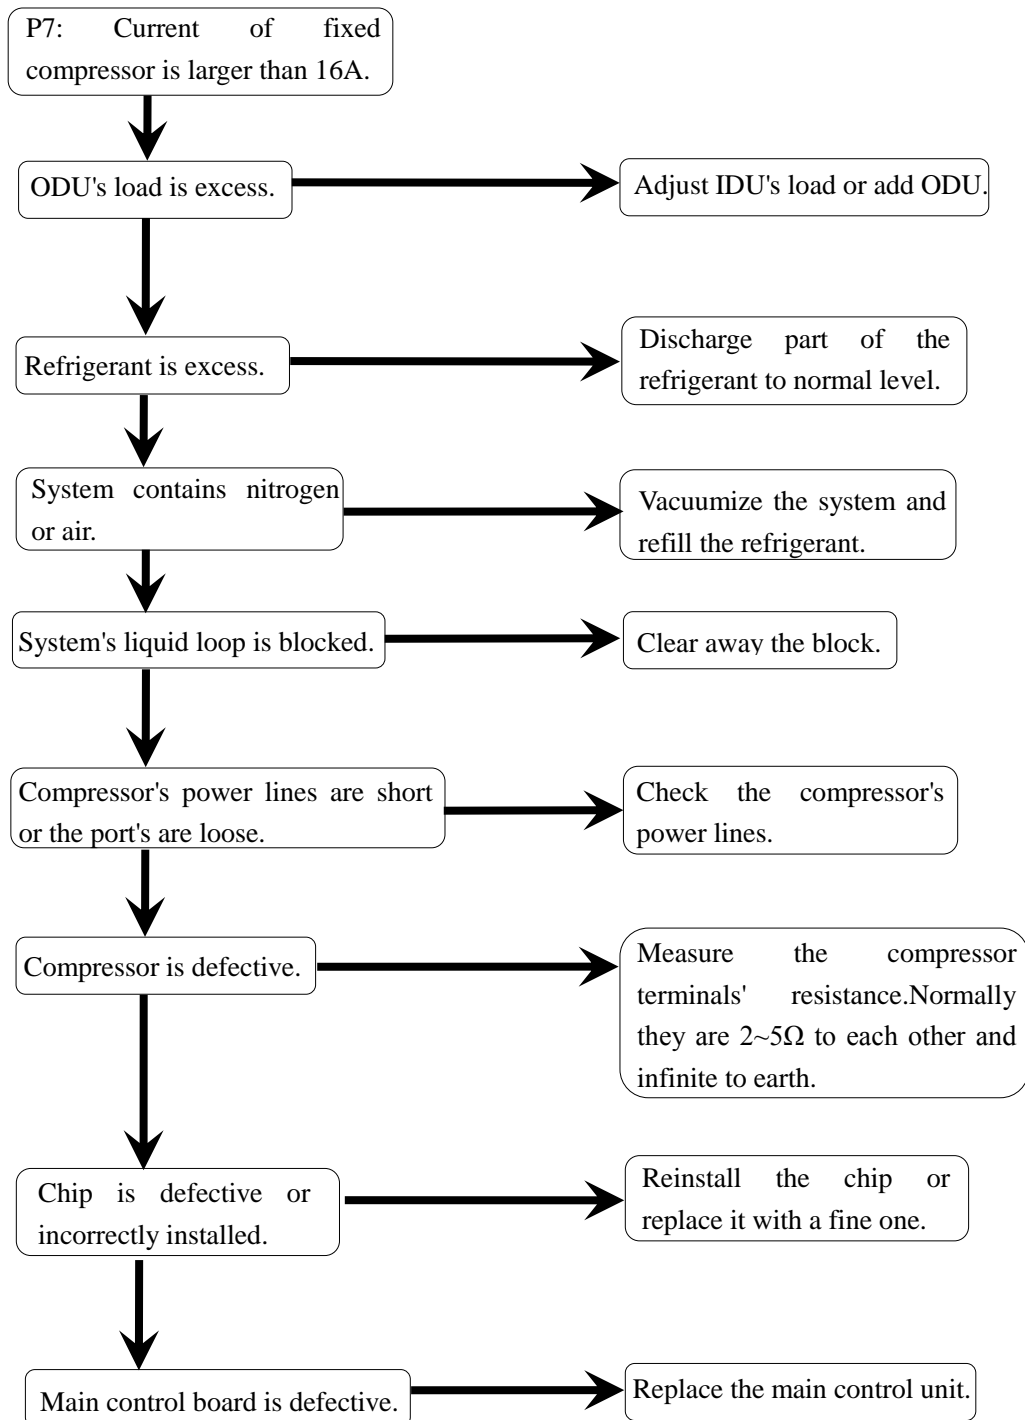 P7: Current of fixed
compressor is larger than 16A.
ODU's load is excess.
Adjust IDU's load or add ODU.
Refrigerant is excess.
Discharge part of the
refrigerant to normal level.
System contains nitrogen
or air.
Vacuumize the system and
refill the refrigerant.
System's liquid loop is blocked.
Clear away the block.
Compressor's power lines are short
or the port's are loose.
Check the compressor's
power lines.
Compressor is defective.
Measure the compressor
terminals' resistance.Normally
they are 2~5Ω to each other and
infinite to earth.
Chip is defective or
incorrectly installed.
Reinstall the chip or
replace it with a fine one.
Main control board is defective.
Replace the main control unit.